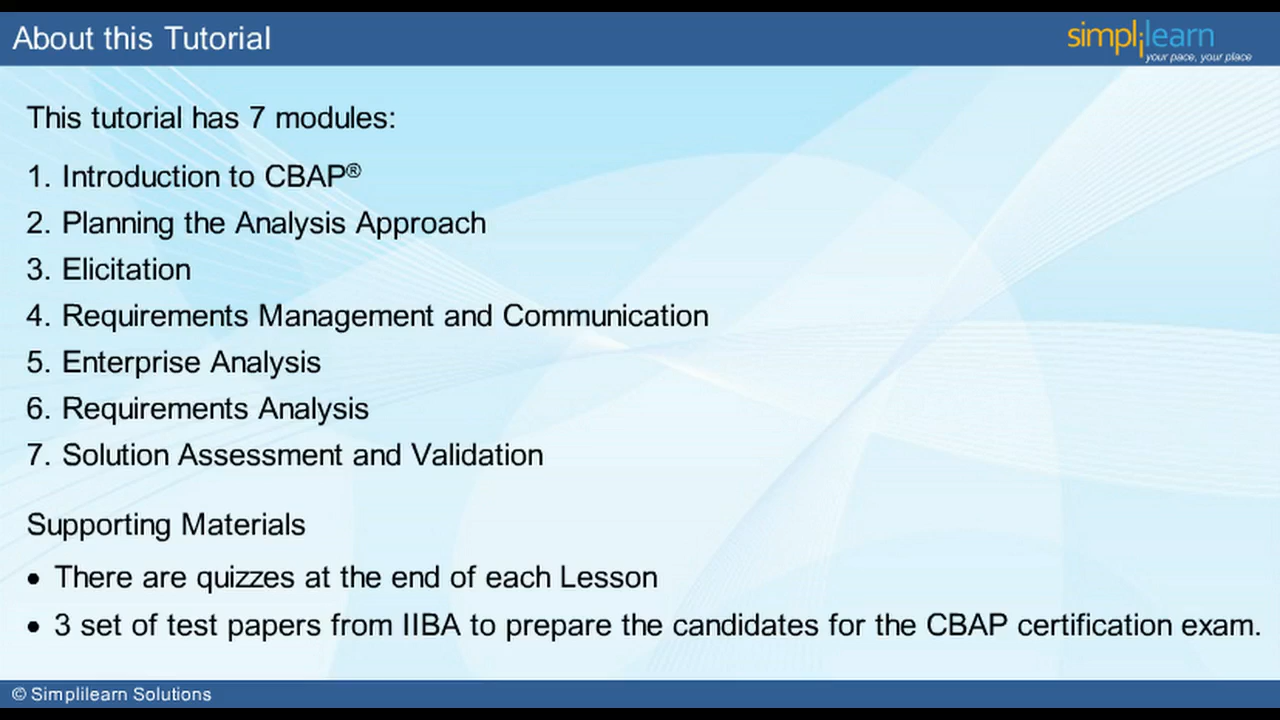 About this Tutorial
simplilearn
your pace, your place
This tutorial has 7 modules:
1. Introduction to CBAP®
2. Planning the Analysis Approach
3. Elicitation
4. Requirements Management and Communication
5. Enterprise Analysis
6. Requirements Analysis
7. Solution Assessment and Validation
Supporting Materials
• There are quizzes at the end of each Lesson
• 3 set of test papers from IIBA to prepare the candidates for the CBAP certification exam.
© Simplilearn Solutions